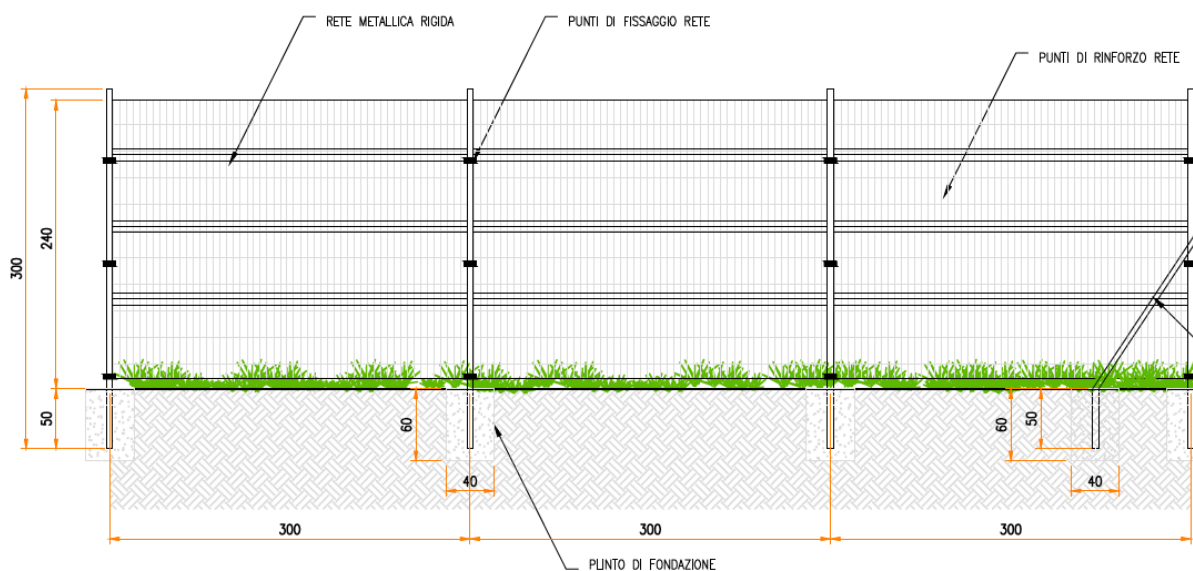 RETE METALLICA RIGIDA
PUNTI DI FISSAGGIO RETE
PUNTI DI RINFORZO RETE
300
240
50
60
40
60
50
40
300
300
300
PLINTO DI FONDAZIONE